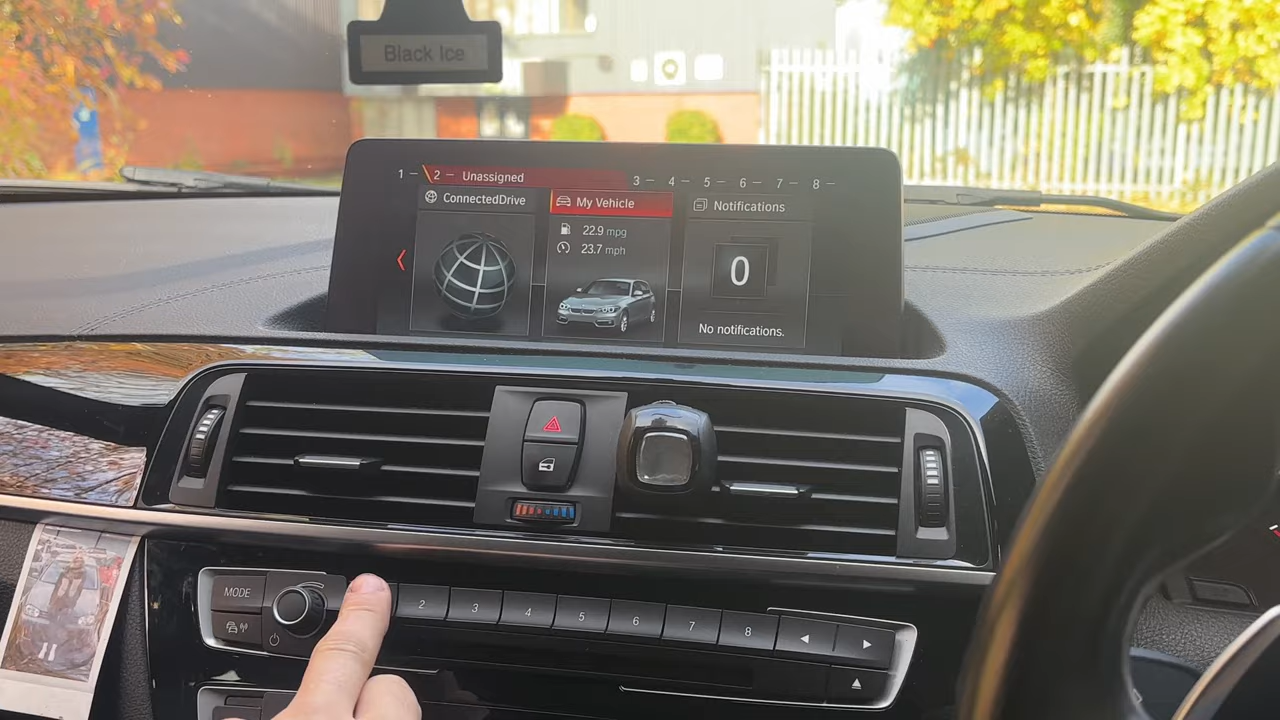 Black Ice
1
2 Unassigned
3 4 5 6 7 8
ConnectedDrive
My Vehicle
Notifications
22.9 mpg
23.7 mph
0
No notifications.
MODE
2 3 4 5 6 7 8